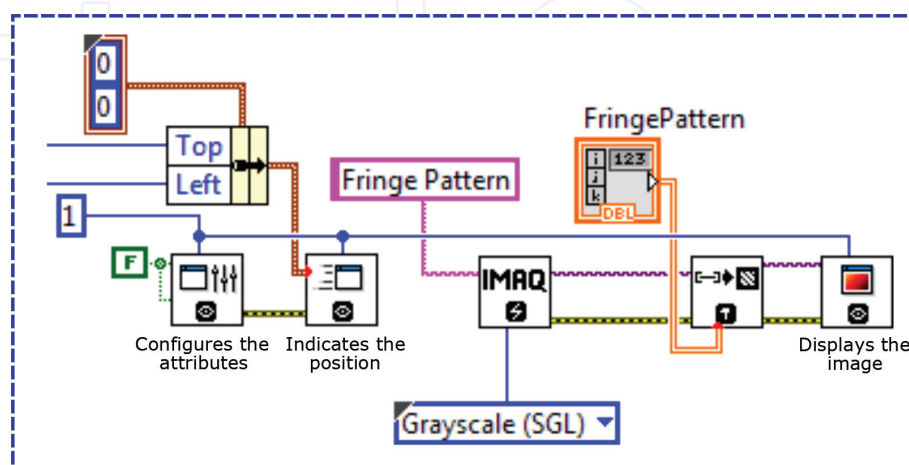 0
0
FringePattern
Top
Left
Fringe Pattern
i
j
k
123
DBL
1
F
IMAQ
T
Configures the
attributes
Indicates the
position
Displays the
image
Grayscale (SGL)